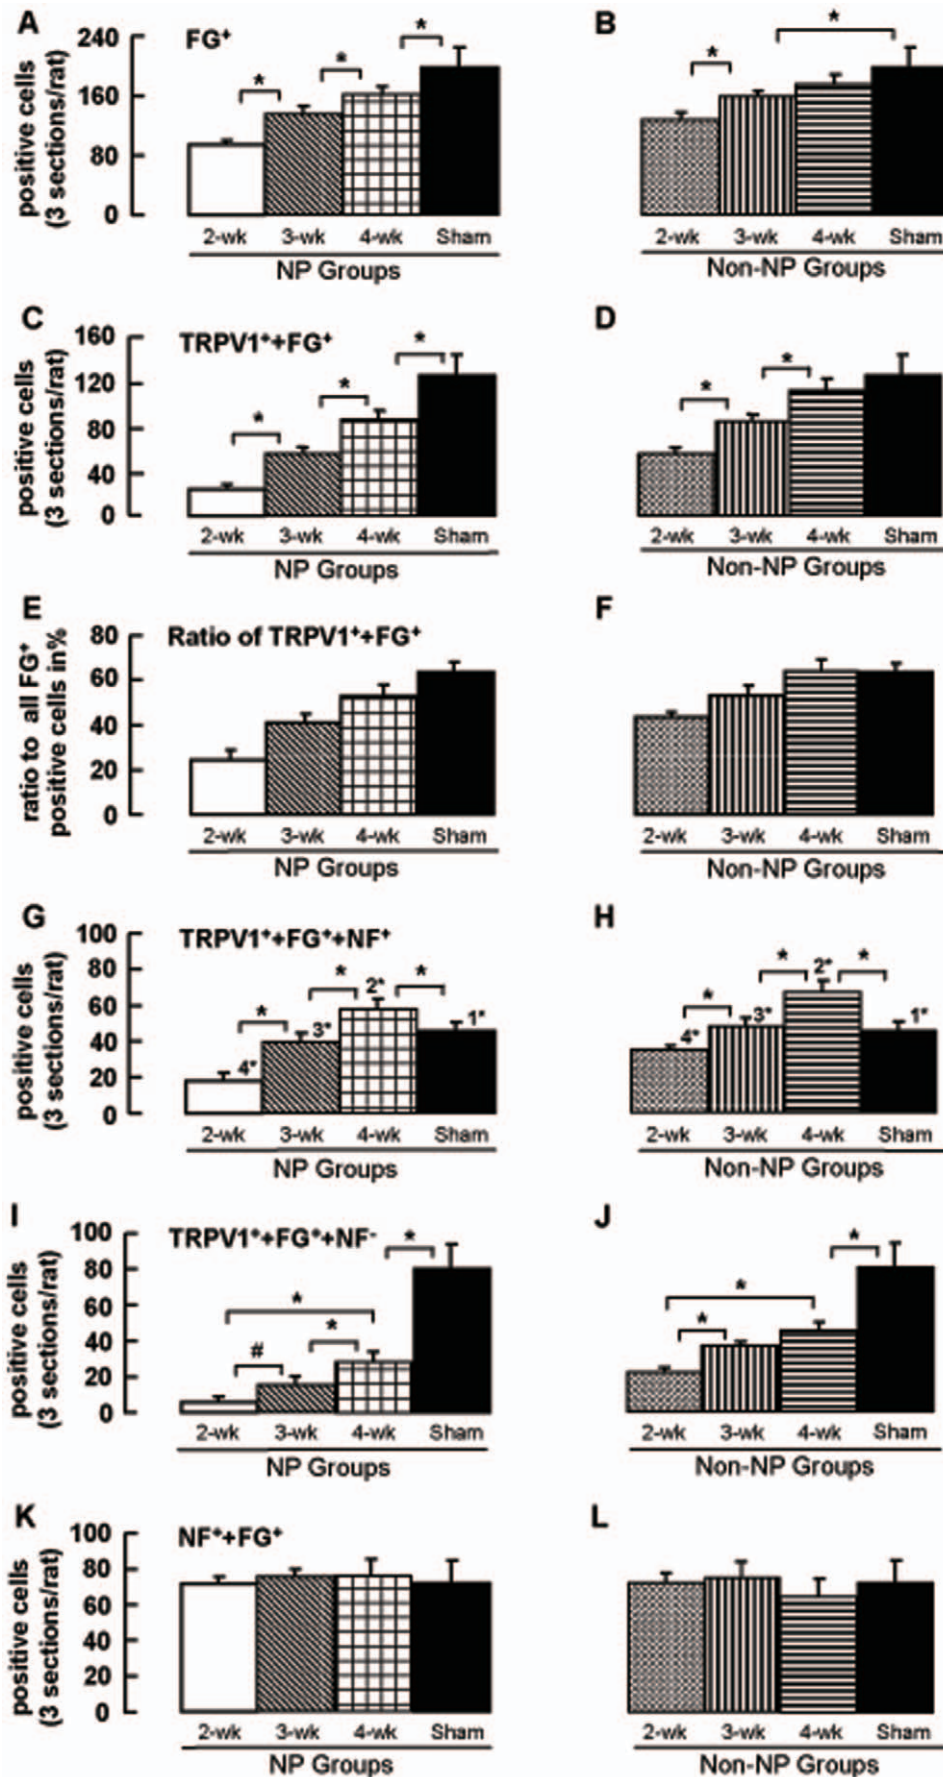 A
B
240
160
80
0
positive cells
(3 sections/rat)
FG⁺
*
*
*
*
*
2-wk 3-wk 4-wk Sham
NP Groups
2-wk 3-wk 4-wk Sham
Non-NP Groups
C
D
160
120
80
40
0
positive cells
(3 sections/rat)
TRPV1⁺+FG⁺
*
*
*
*
*
2-wk 3-wk 4-wk Sham
NP Groups
2-wk 3-wk 4-wk Sham
Non-NP Groups
E
F
80
60
40
20
0
ratio to all FG⁺
positive cells in%
Ratio of TRPV1⁺+FG⁺
2-wk 3-wk 4-wk Sham
NP Groups
2-wk 3-wk 4-wk Sham
Non-NP Groups
G
H
100
80
60
40
20
0
positive cells
(3 sections/rat)
TRPV1⁺+FG⁺+NF⁺
* * *
4* 3* 2* 1*
* * *
4* 3* 2* 1*
2-wk 3-wk 4-wk Sham
NP Groups
2-wk 3-wk 4-wk Sham
Non-NP Groups
I
J
100
80
60
40
20
0
positive cells
(3 sections/rat)
TRPV1⁺+FG⁺+NF⁻
*
*
# *
*
*
*
2-wk 3-wk 4-wk Sham
NP Groups
2-wk 3-wk 4-wk Sham
Non-NP Groups
K
L
100
80
60
40
20
0
positive cells
(3 sections/rat)
NF⁺+FG⁺
2-wk 3-wk 4-wk Sham
NP Groups
2-wk 3-wk 4-wk Sham
Non-NP Groups